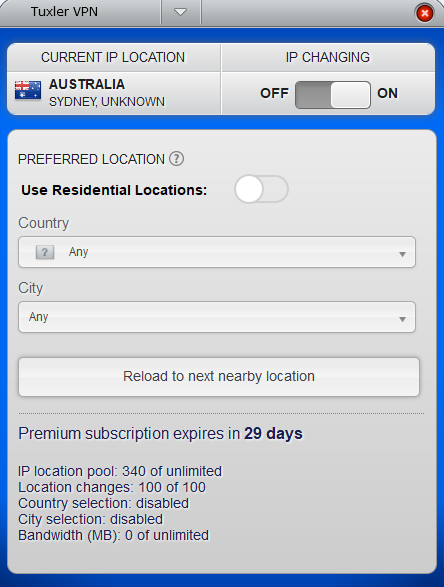 Tuxler VPN
CURRENT IP LOCATION
IP CHANGING
AUSTRALIA
SYDNEY, UNKNOWN
OFF ON
PREFERRED LOCATION ?
Use Residential Locations:
Country
? Any
City
Any
Reload to next nearby location
Premium subscription expires in 29 days
IP location pool: 340 of unlimited
Location changes: 100 of 100
Country selection: disabled
City selection: disabled
Bandwidth (MB): 0 of unlimited